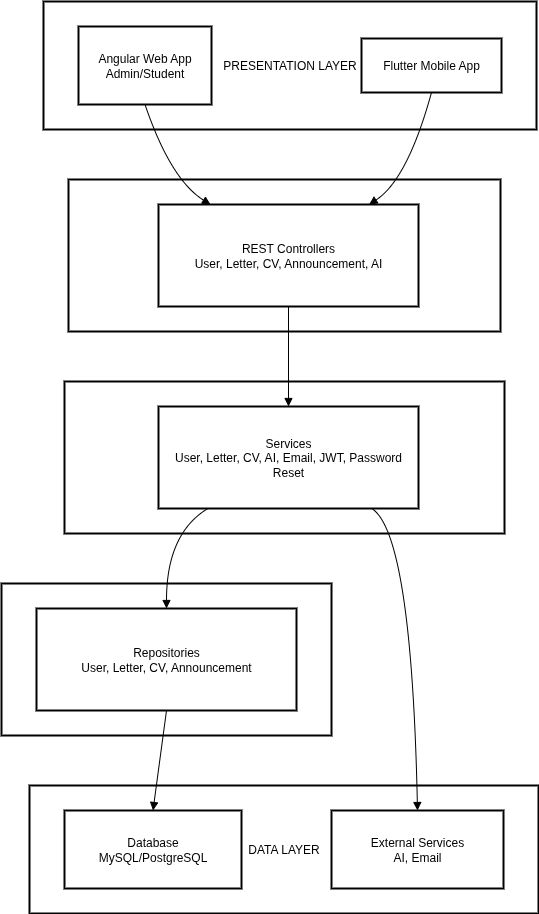 Angular Web App
Admin/Student
PRESENTATION LAYER
Flutter Mobile App
REST Controllers
User, Letter, CV, Announcement, AI
Services
User, Letter, CV, AI, Email, JWT, Password
Reset
Repositories
User, Letter, CV, Announcement
Database
MySQL/PostgreSQL
DATA LAYER
External Services
AI, Email